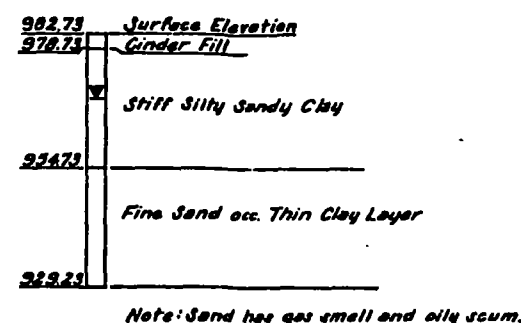 982.73 Surface Elevation
978.73 Cinder Fill
Stiff Silty Sandy Clay
954.73
Fine Sand occ. Thin Clay Layer
929.23
Note: Sand has gas smell and oily scum.